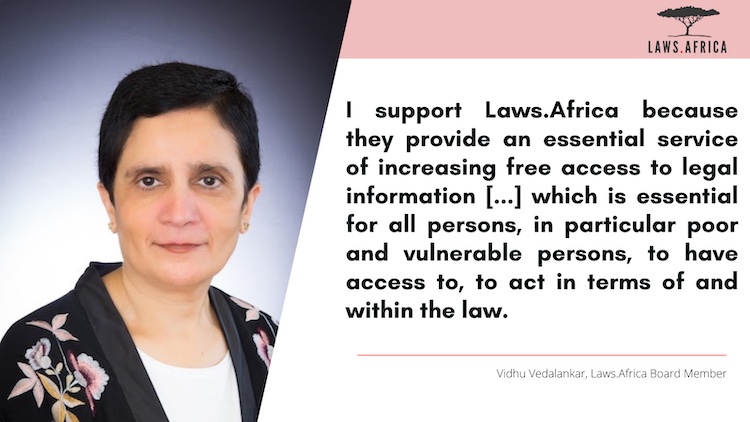 LAWS.AFRICA
I support Laws.Africa because
they provide an essential service
of increasing free access to legal
information [...] which is essential
for all persons, in particular poor
and vulnerable persons, to have
access to, to act in terms of and
within the law.
Vidhu Vedalankar, Laws.Africa Board Member